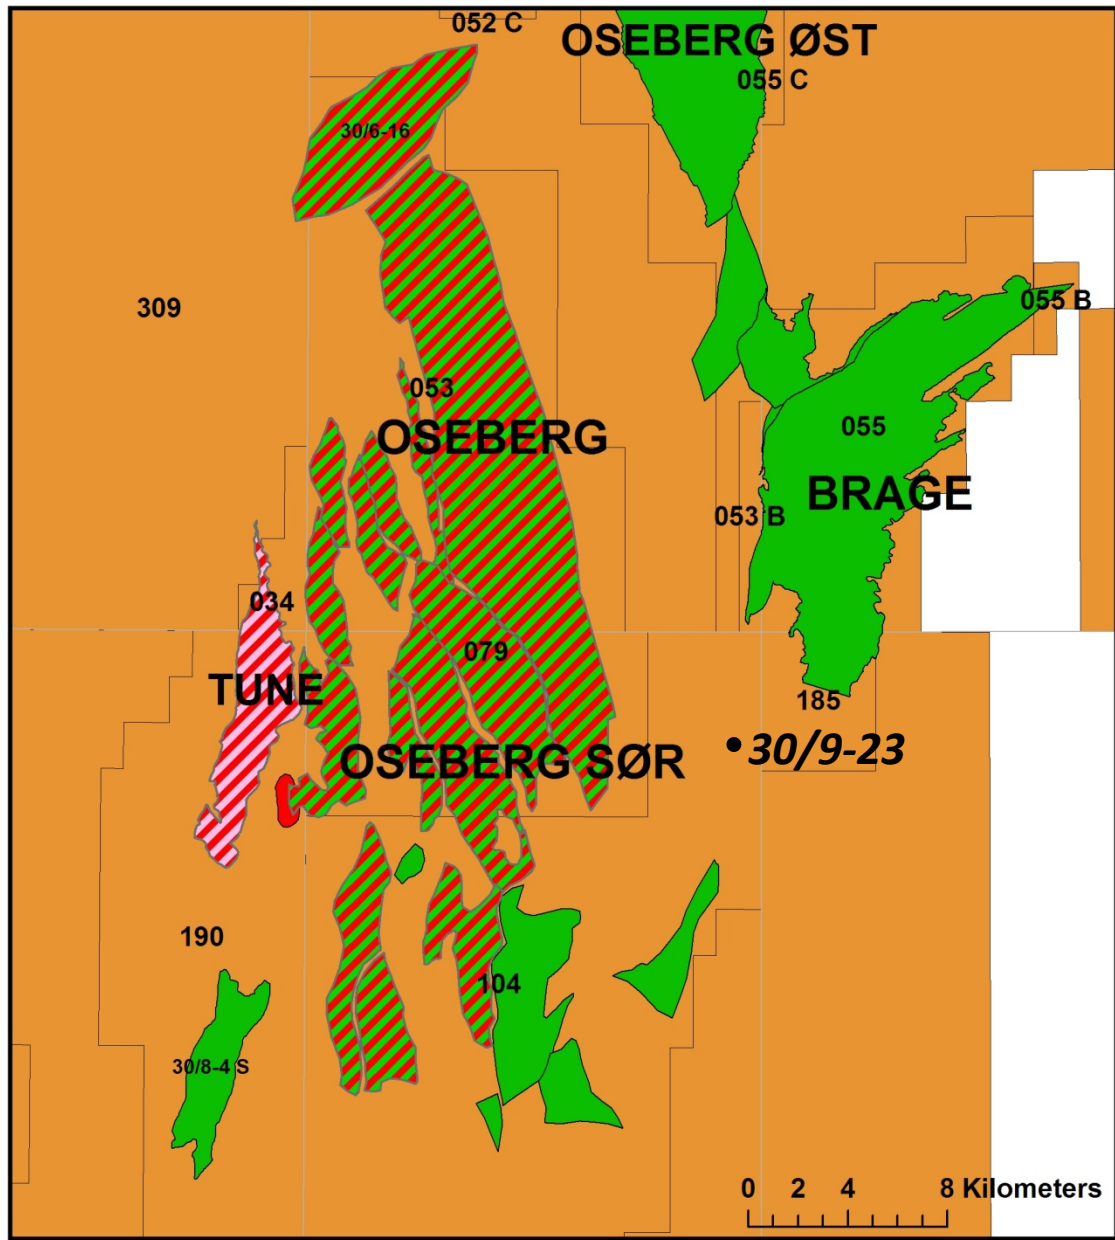 052 C
OSEBERG ØST
055 C
30/6-16
309
055 B
053
OSEBERG
055
BRAGE
053 B
034
079
TUNE
185
OSEBERG SØR
•30/9-23
190
104
30/8-4 S
0 2 4 8 Kilometers